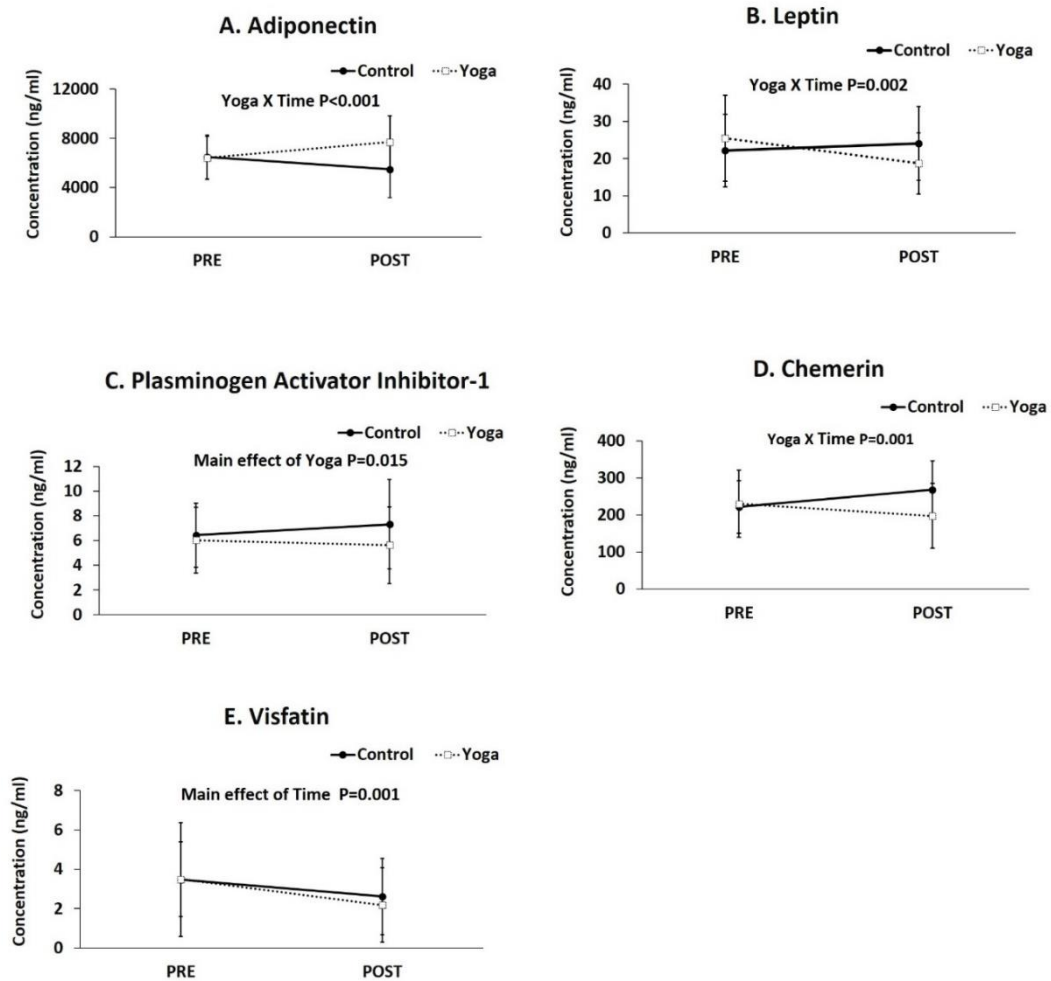 A. Adiponectin
Control Yoga
Yoga X Time P<0.001
Concentration (ng/ml)
12000
8000
4000
0
PRE POST
B. Leptin
Control Yoga
Yoga X Time P=0.002
Concentration (ng/ml)
40
30
20
10
0
PRE POST
C. Plasminogen Activator Inhibitor-1
Control Yoga
Main effect of Yoga P=0.015
Concentration (ng/ml)
12
10
8
6
4
2
0
PRE POST
D. Chemerin
Control Yoga
Yoga X Time P=0.001
Concentration (ng/ml)
400
300
200
100
0
PRE POST
E. Visfatin
Control Yoga
Main effect of Time P=0.001
Concentration (ng/ml)
8
6
4
2
0
PRE POST